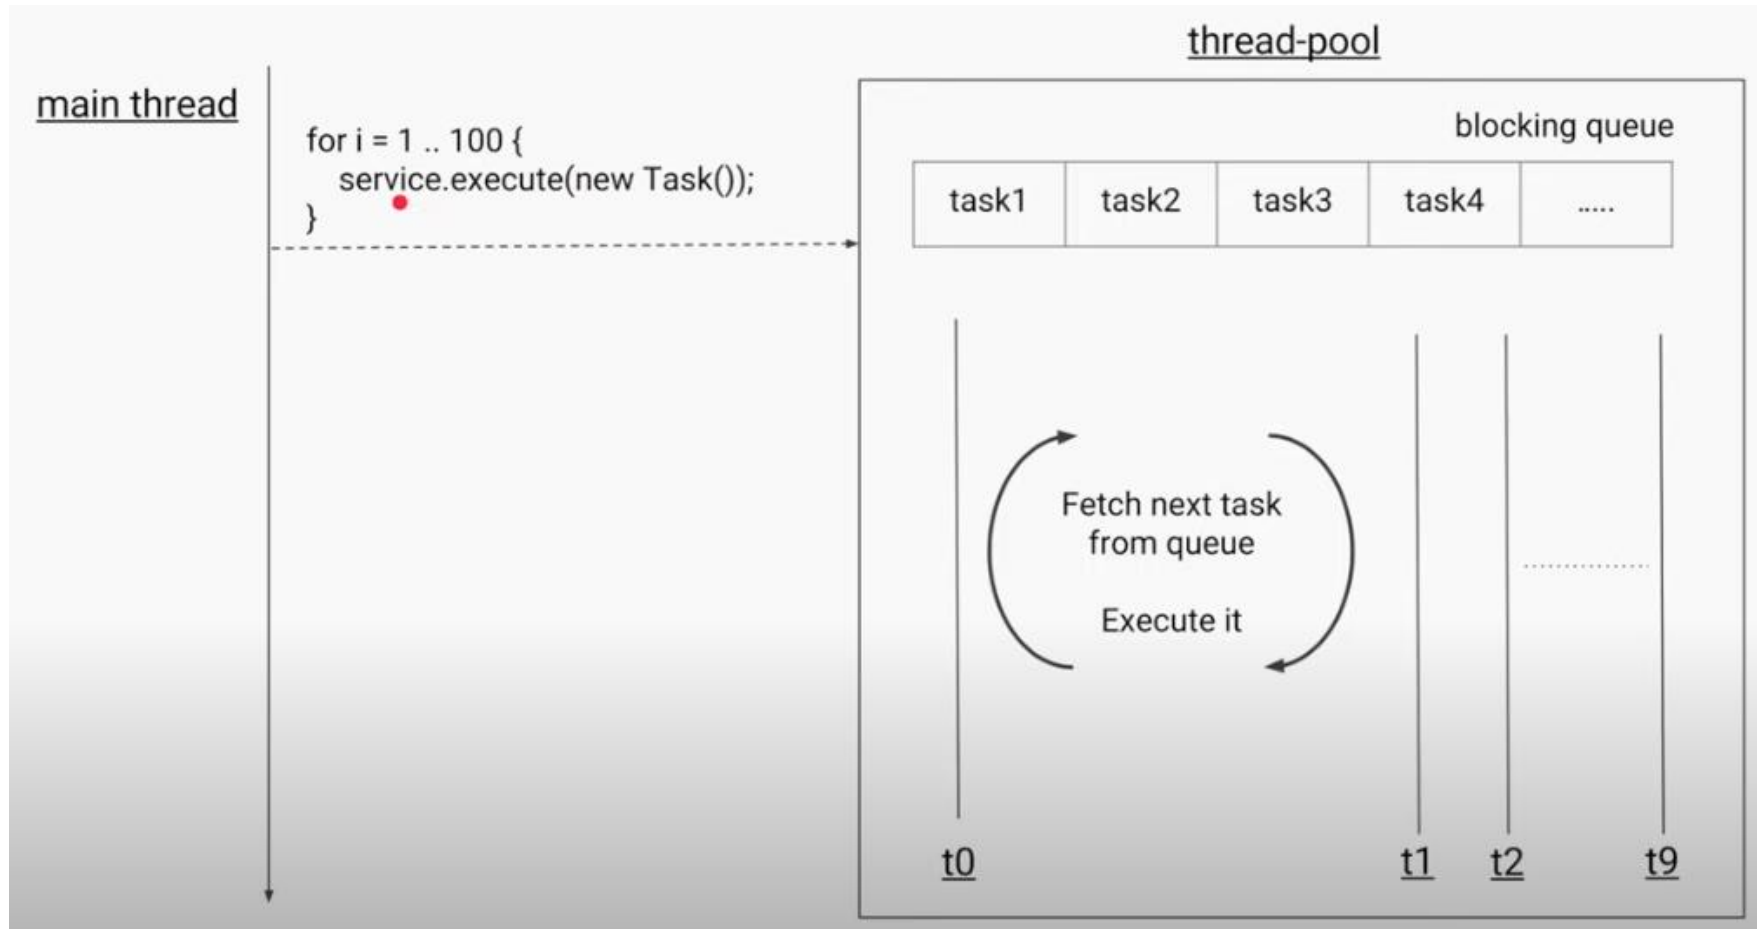 thread-pool
main thread
for i = 1 .. 100 {
service.execute(new Task());
}
blocking queue
task1 task2 task3 task4 .....
Fetch next task
from queue
Execute it
t0 t1 t2 t9